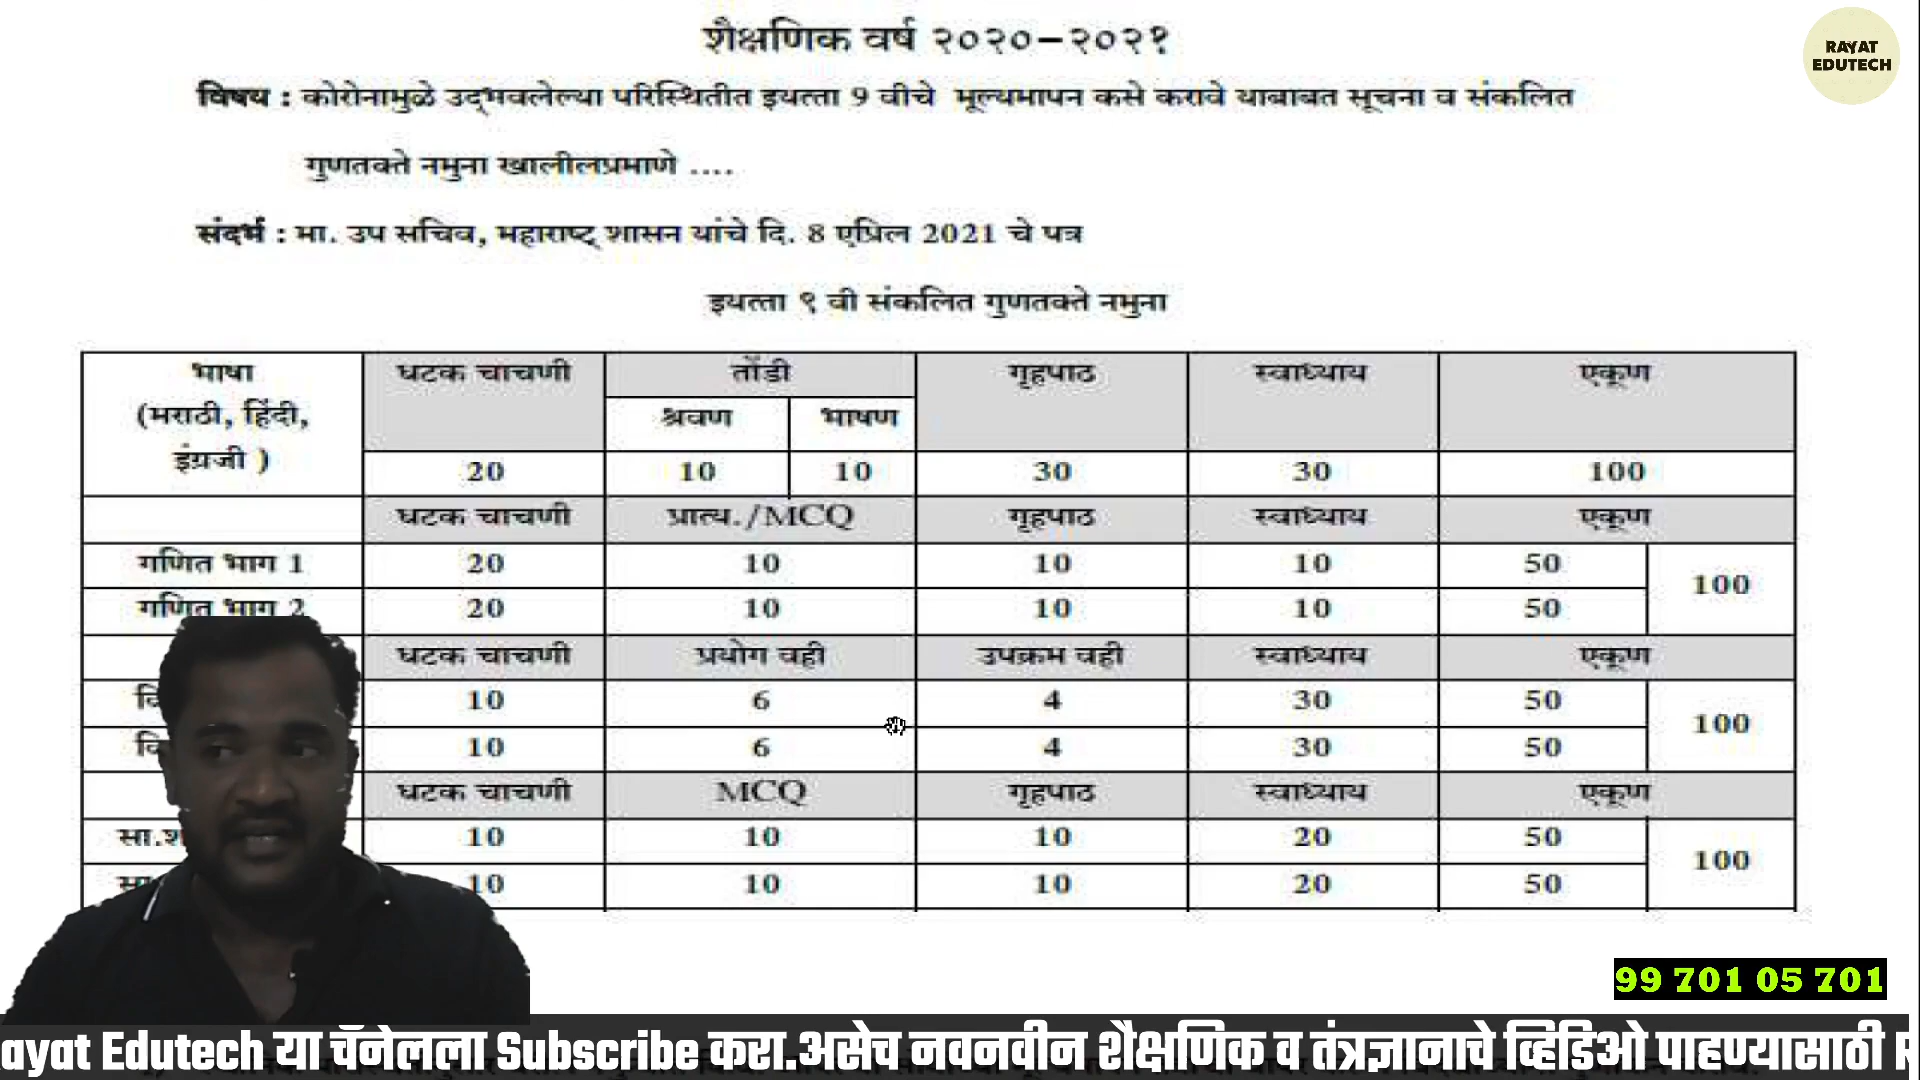 शैक्षणिक वर्ष २०२०–२०२१
RAYAT
EDUTECH
विषय : कोरोनामुळे उद्भवलेल्या परिस्थितीत इयत्ता 9 वीचे मूल्यमापन कसे करावे याबाबत सूचना व संकलित
गुणतक्ते नमुना खालीलप्रमाणे ....
संदर्भ : मा. उप सचिव, महाराष्ट्र शासन यांचे दि. 8 एप्रिल 2021 चे पत्र
इयत्ता ९ वी संकलित गुणतक्ते नमुना
भाषा घटक चाचणी तोंडी गृहपाठ स्वाध्याय एकूण
(मराठी, हिंदी, श्रवण भाषण
इंग्रजी ) 20 10 10 30 30 100
घटक चाचणी प्रात्य./MCQ गृहपाठ स्वाध्याय एकूण
गणित भाग 1 20 10 10 10 50 100
गणित भाग 2 20 10 10 10 50
घटक चाचणी प्रयोग वही उपक्रम वही स्वाध्याय एकूण
10 6 4 30 50 100
10 6 4 30 50
घटक चाचणी MCQ गृहपाठ स्वाध्याय एकूण
10 10 10 20 50 100
10 10 10 20 50
99 701 05 701
ayat Edutech या चॅनेलला Subscribe करा.असेच नवनवीन शैक्षणिक व तंत्रज्ञानाचे व्हिडिओ पाहण्यासाठी